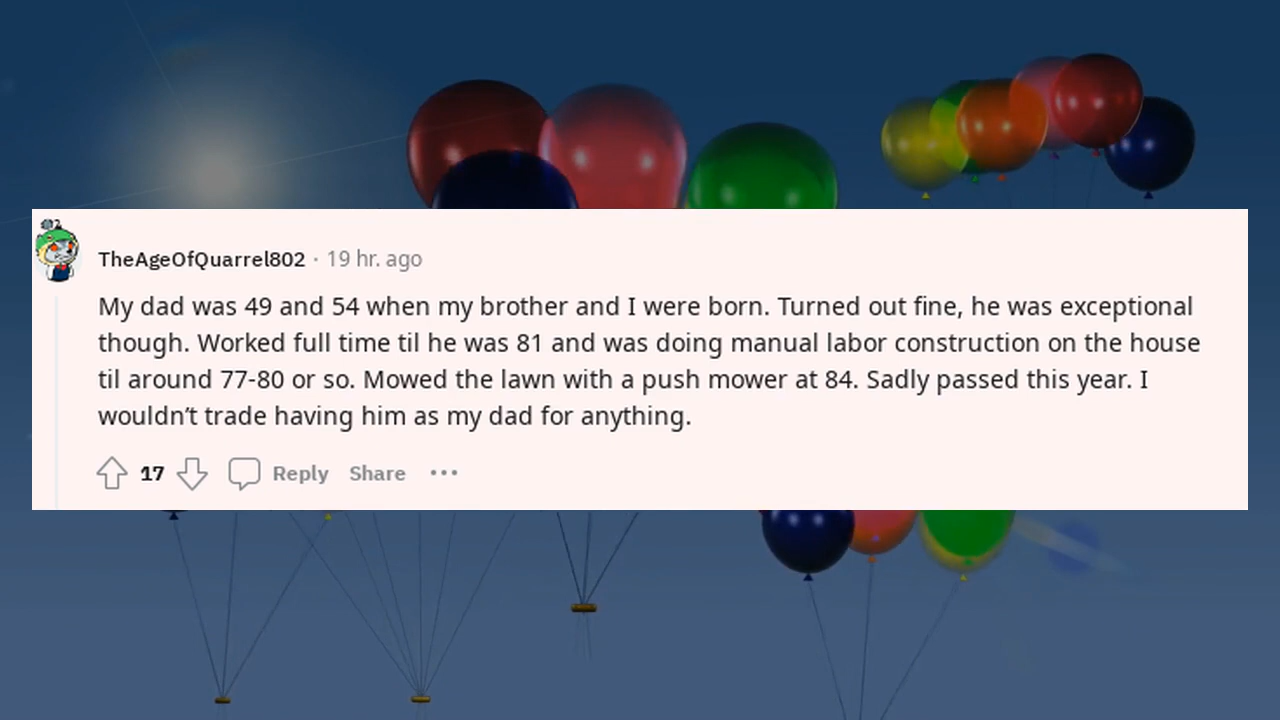 TheAgeOfQuarrel802 · 19 hr. ago
My dad was 49 and 54 when my brother and I were born. Turned out fine, he was exceptional
though. Worked full time til he was 81 and was doing manual labor construction on the house
til around 77-80 or so. Mowed the lawn with a push mower at 84. Sadly passed this year. I
wouldn’t trade having him as my dad for anything.
17 Reply Share ···